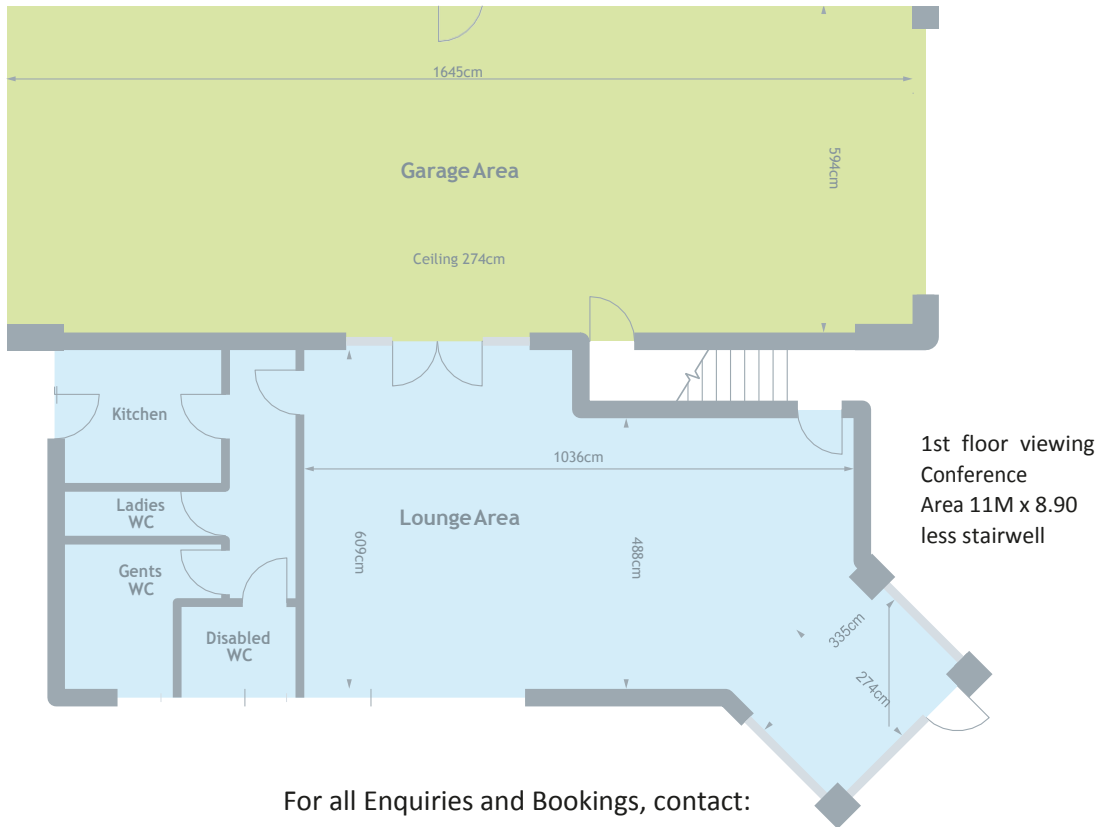 1645cm
594cm
Garage Area
Ceiling 274cm
Kitchen
1036cm
1st floor viewing
Conference
Area 11M x 8.90
less stairwell
Ladies
WC
Lounge Area
609cm
488cm
Gents
WC
Disabled
WC
335cm
274cm
For all Enquiries and Bookings, contact: